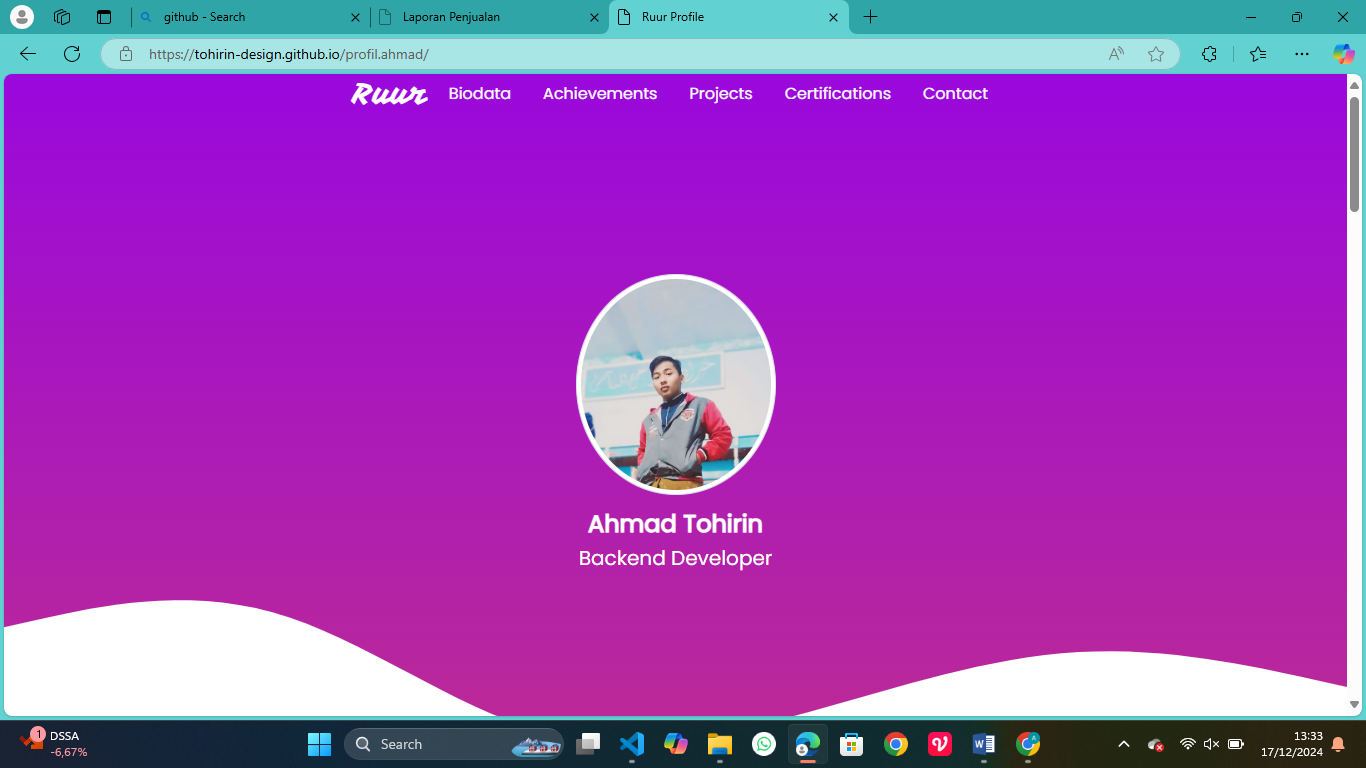 github - Search
Laporan Penjualan
Ruur Profile
https://tohirin-design.github.io/profil.ahmad/
Ruur Biodata Achievements Projects Certifications Contact
Ahmad Tohirin
Backend Developer
1
DSSA
-6,67%
Search
13:33
17/12/2024